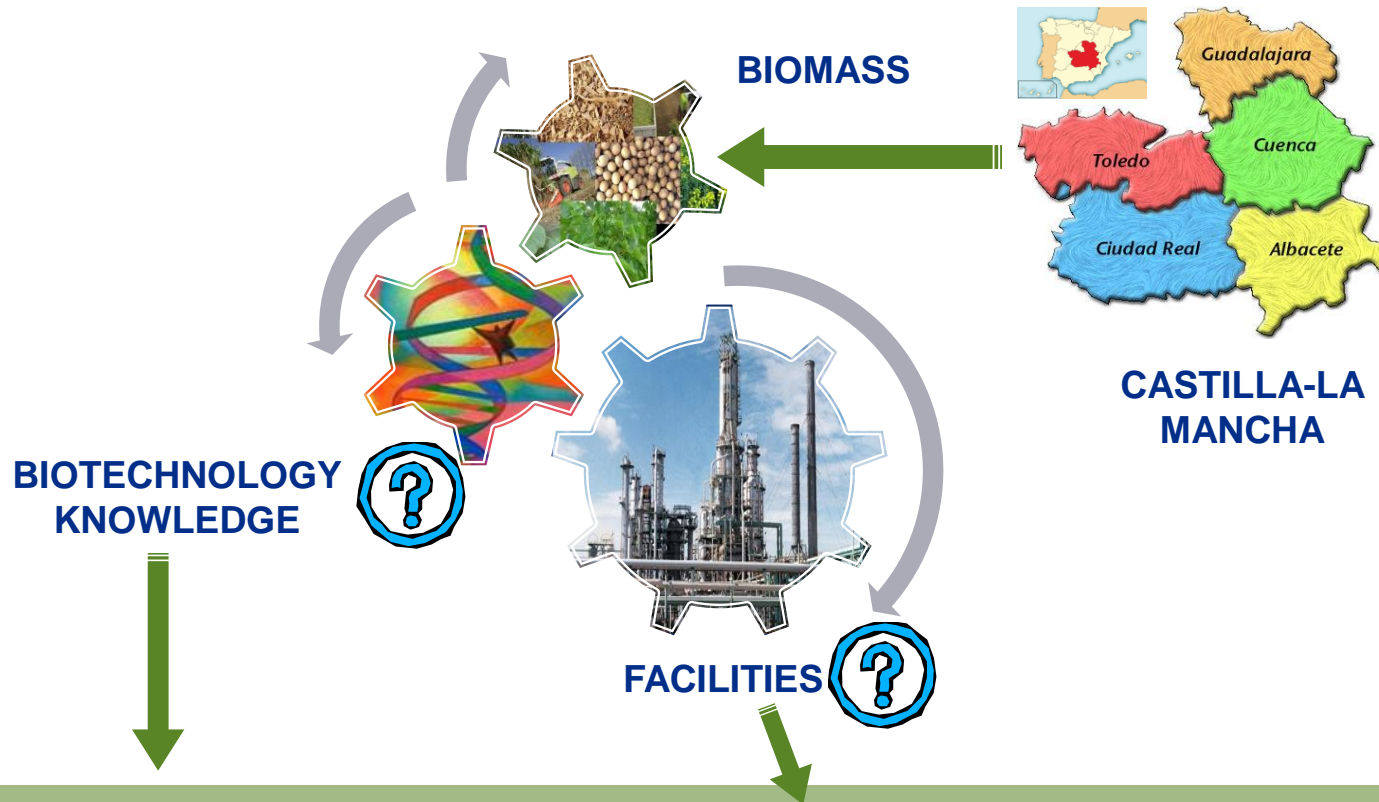 BIOMASS
Guadalajara
Cuenca
Toledo
Ciudad Real
Albacete
CASTILLA-LA
MANCHA
BIOTECHNOLOGY
KNOWLEDGE
?
FACILITIES
?